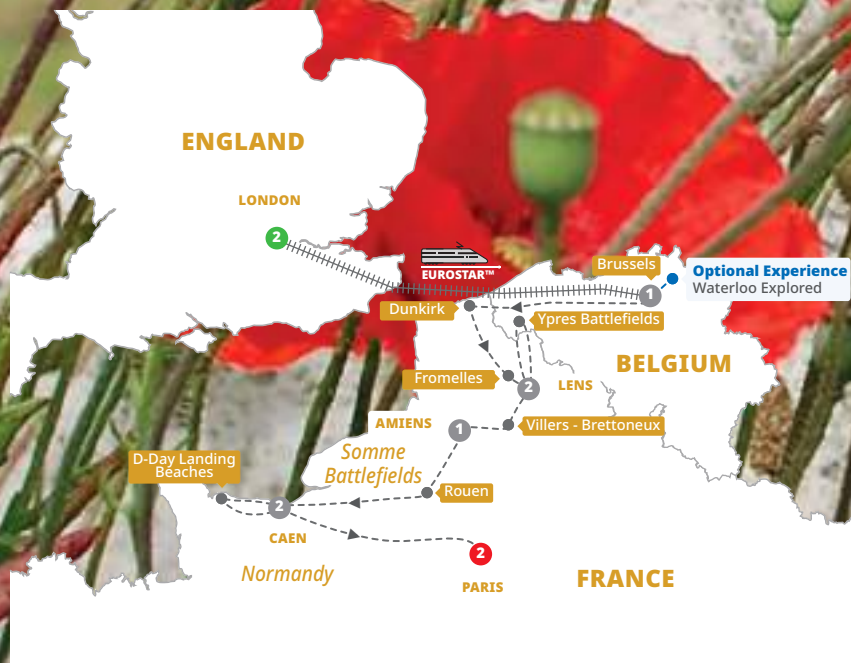 ENGLAND
LONDON
2
EUROSTAR™
Brussels
1
Optional Experience
Waterloo Explored
Dunkirk
Ypres Battlefields
BELGIUM
Fromelles
2
LENS
AMIENS
1
Villers - Brettoneux
Somme
Battlefields
D-Day Landing
Beaches
Rouen
2
CAEN
2
PARIS
Normandy
FRANCE